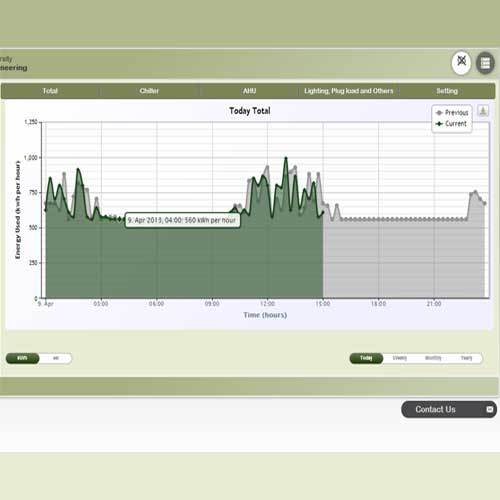 rsity
neering
Total Chiller AHU Lighting, Plug load and Others Setting
Today Total
Previous
Current
1,250
1,000
750
500
250
0
Energy Used (kWh per hour)
9. Apr 2013, 04:00: 560 kWh per hour
9. Apr 03:00 06:00 09:00 12:00 15:00 18:00 21:00
Time (hours)
kWh Today Weekly Monthly Yearly
Contact Us